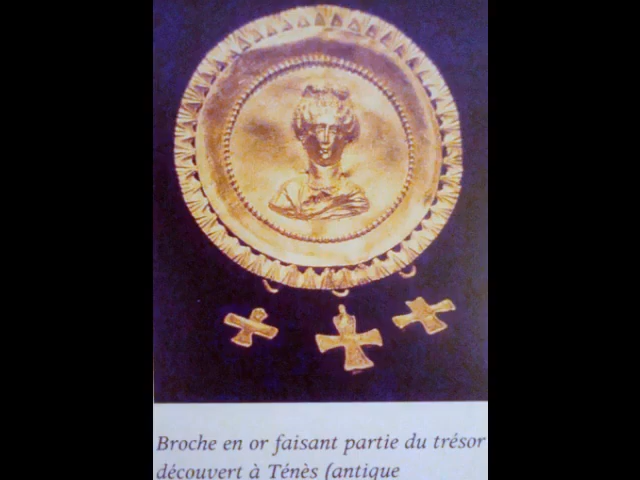 Broche en or faisant partie du trésor
découvert à Ténès (antique